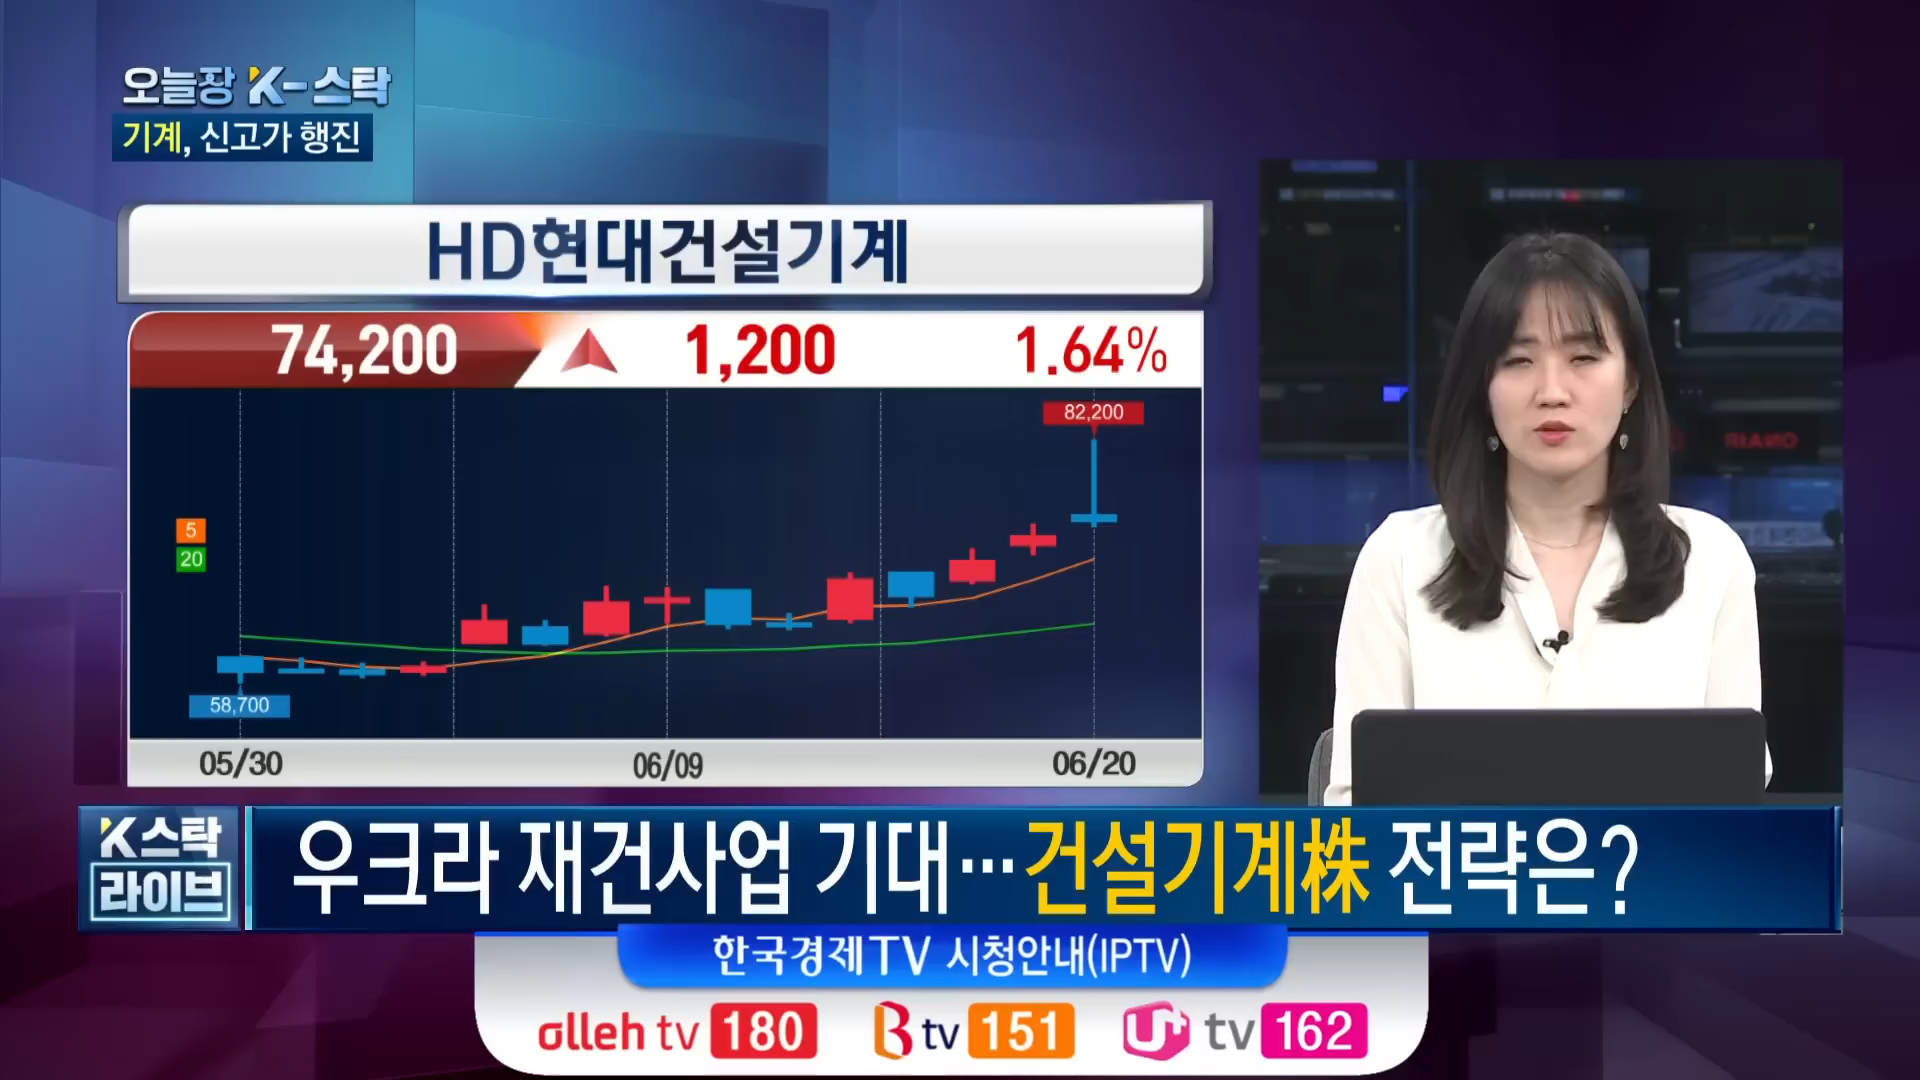 오늘장 K-스탁
기계, 신고가 행진
HD현대건설기계
74,200 1,200 1.64%
82,200
5
20
58,700
05/30 06/09 06/20
ON AIR
K스탁
라이브
우크라 재건사업 기대…건설기계株 전략은?
한국경제TV 시청안내(IPTV)
olleh tv 180 B tv 151 U+ tv 162